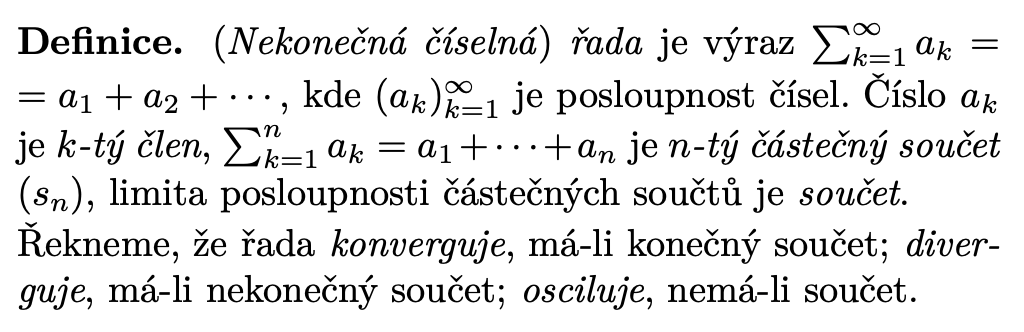 Definice. (Nekonečná číselná) řada je výraz ∑_{k=1}^{∞} a_k =
= a_1 + a_2 + ⋯, kde (a_k)_{k=1}^{∞} je posloupnost čísel. Číslo a_k
je k-tý člen, ∑_{k=1}^{n} a_k = a_1+⋯+a_n je n-tý částečný součet
(s_n), limita posloupnosti částečných součtů je součet.
Řekneme, že řada konverguje, má-li konečný součet; diver-
guje, má-li nekonečný součet; osciluje, nemá-li součet.